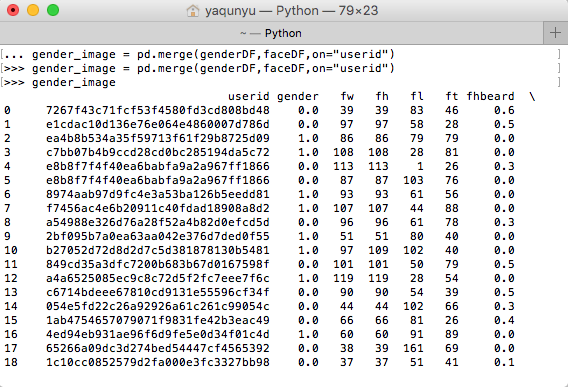 yaqunyu — Python — 79×23
~ — Python
+
[... gender_image = pd.merge(genderDF,faceDF,on="userid") ]
[>>> gender_image = pd.merge(genderDF,faceDF,on="userid") ]
[>>> gender_image ]
userid gender fw fh fl ft fhbeard \
0 7267f43c71fcf53f4580fd3cd808bd48 0.0 39 39 83 46 0.6
1 e1cdac10d136e76e064e4860007d786d 0.0 97 97 58 28 0.5
2 ea4b8b534a35f59713f61f29b8725d09 1.0 86 86 79 79 0.0
3 c7bb07b4b9ccd28cd0bc285194da5c72 1.0 108 108 28 81 0.0
4 e8b8f7f4f40ea6babfa9a2a967ff1866 0.0 113 113 1 26 0.3
5 e8b8f7f4f40ea6babfa9a2a967ff1866 0.0 87 87 103 76 0.0
6 8974aab97d9fc4e3a53ba126b5eedd81 1.0 93 93 61 56 0.0
7 f7456ac4e6b20911c40fdad18908a8d2 1.0 107 107 44 88 0.0
8 a54988e326d76a28f52a4b82d0efcd5d 0.0 96 96 61 78 0.3
9 2bf095b7a0ea63aa042e376d7ded0f55 1.0 51 51 80 40 0.0
10 b27052d72d8d2d7c5d381878130b5481 1.0 97 109 102 40 0.0
11 849cd35a3dfc7200b683b67d0167598f 0.0 101 101 50 79 0.5
12 a4a6525085ec9c8c72d5f2fc7eee7f6c 1.0 119 119 28 54 0.0
13 c6714bdeee67810cd9131e55596cf34f 0.0 90 90 54 39 0.5
14 054e5fd22c26a92926a61c261c99054c 0.0 44 44 102 66 0.3
15 1ab4754657079071f9831fe42b3eac49 0.0 66 66 81 26 0.4
16 4ed94eb931ae96f6d9fe5e0d34f01c4d 1.0 60 60 91 89 0.0
17 65266a09dc3d274bed54447cf4565392 0.0 38 39 161 69 0.0
18 1c10cc0852579d2fa000e3fc3327bb98 0.0 37 37 51 41 0.1